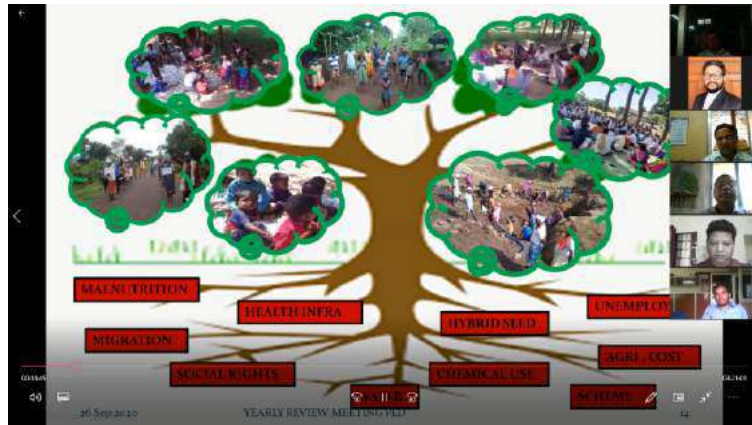 MALNUTRITION
HEALTH INFRA
UNEMPLOY
HYBRID SEED
MIGRATION
AGRI. COST
SOCIAL RIGHTS
CHEMICAL USE
SCHEME
26 Sep 2020
YEARLY REVIEW MEETING PLD
14